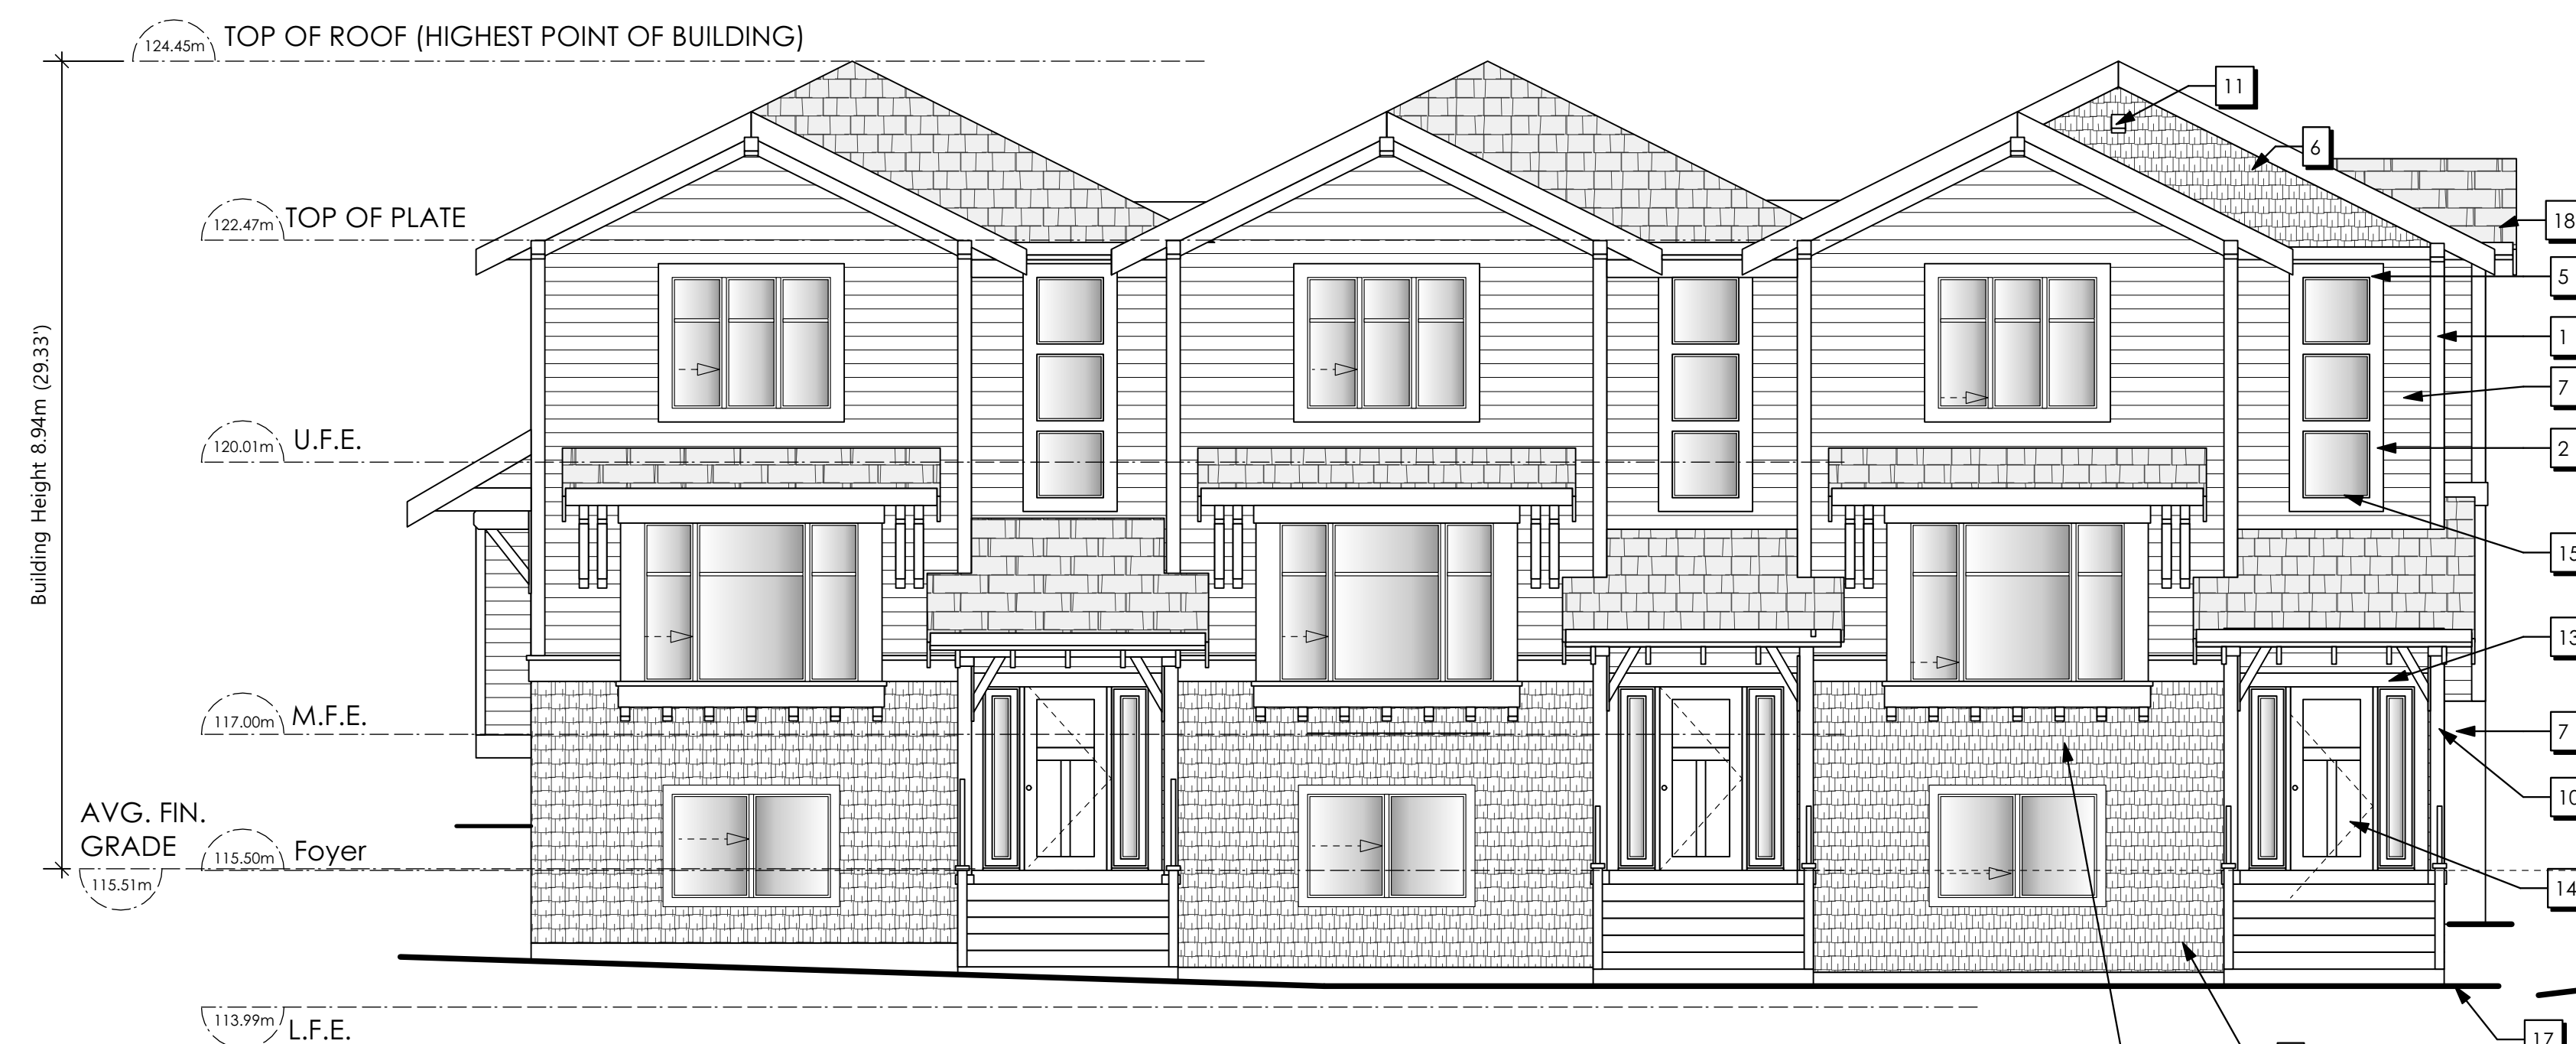 124.45m TOP OF ROOF (HIGHEST POINT OF BUILDING)
11
6
122.47m TOP OF PLATE
18
5
Building Height 8.94m (29.33')
1
7
120.01m U.F.E.
2
15
13
117.00m M.F.E.
7
10
AVG. FIN.
GRADE
115.50m Foyer
115.51m
14
113.99m L.F.E.
17